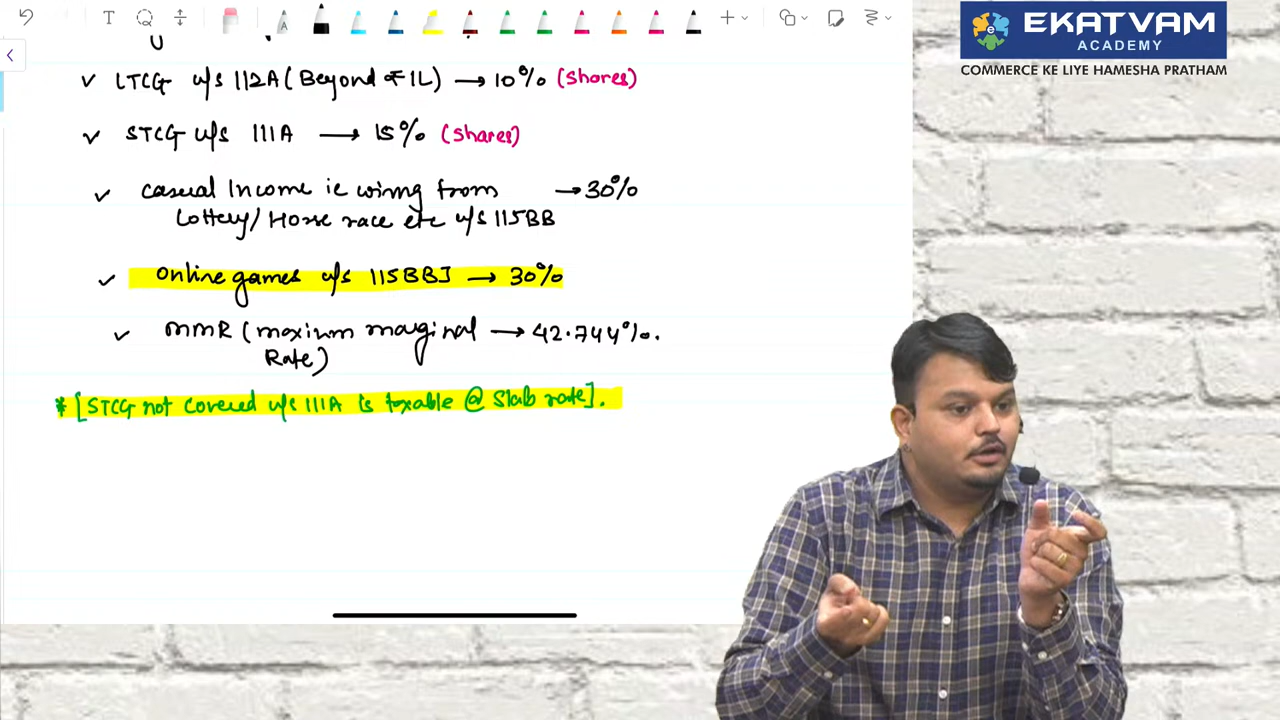 EKATVAM
ACADEMY
COMMERCE KE LIYE HAMESHA PRATHAM
✓ LTCG u/s 112A (Beyond ₹ 1L) → 10% (Shares)
✓ STCG u/s 111A → 15% (Shares)
✓ Casual Income ie wining from → 30%
Lottery/ Horse race etc u/s 115BB
✓ Online games u/s 115BBJ → 30%
✓ MMR (maxium marginal → 42.744%.
Rate)
* [STCG not covered u/s 111A is taxable @ Slab rate].